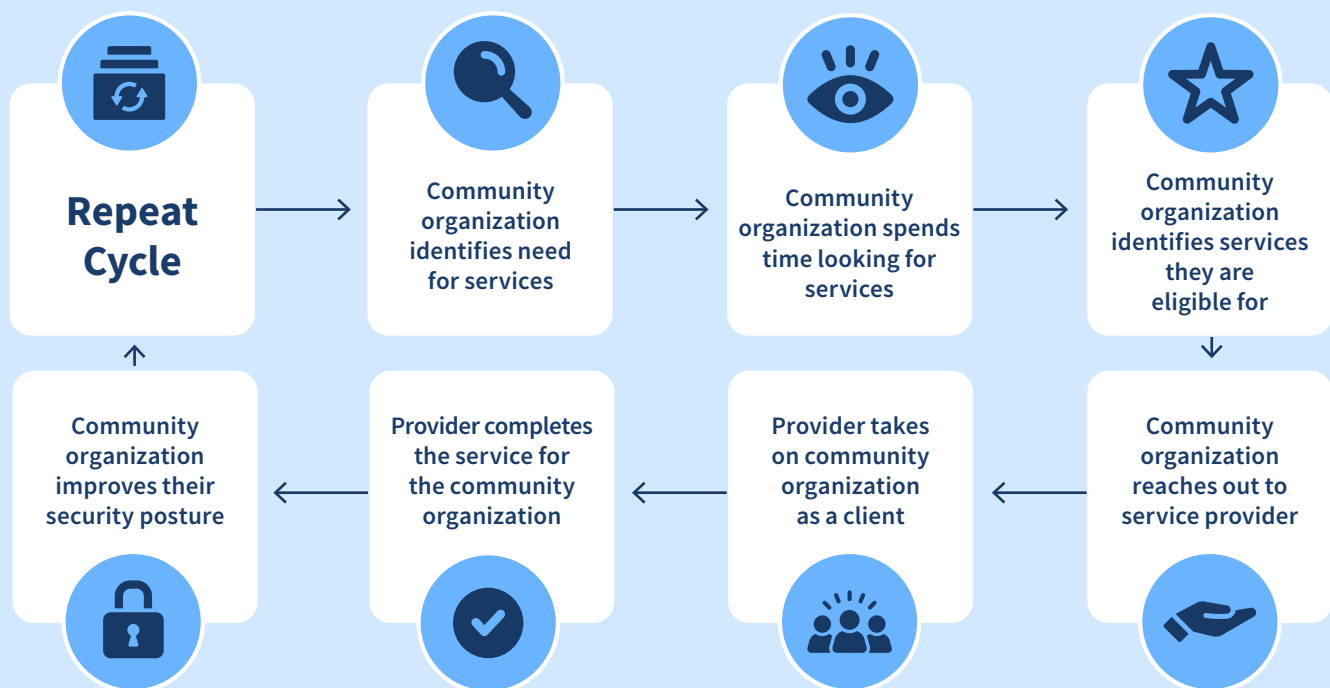 Repeat
Cycle
Community
organization
identifies need
for services
Community
organization spends
time looking for
services
Community
organization
identifies services
they are
eligible for
Community
organization
reaches out to
service provider
Provider takes
on community
organization
as a client
Provider completes
the service for
the community
organization
Community
organization
improves their
security posture